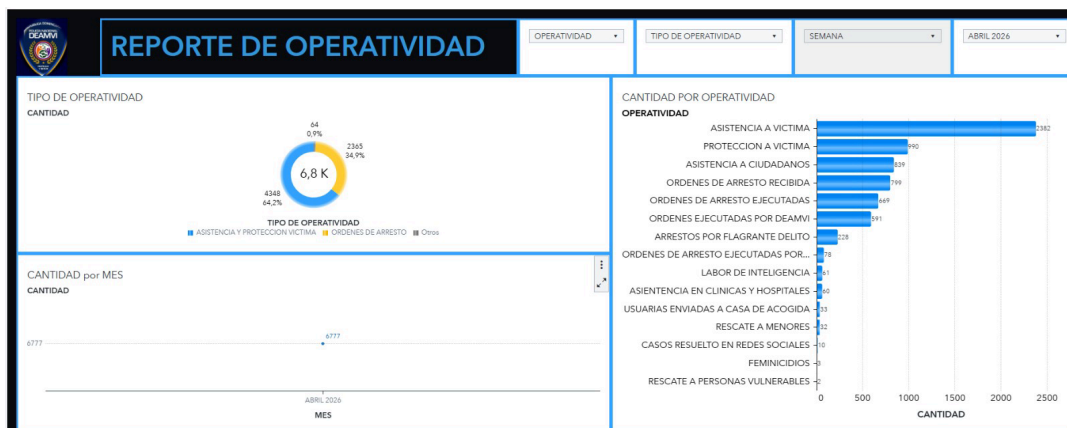 DEAMVI
REPORTE DE OPERATIVIDAD
OPERATIVIDAD
TIPO DE OPERATIVIDAD
SEMANA
ABRIL 2026
TIPO DE OPERATIVIDAD
CANTIDAD
64
0,9%
2365
34,9%
6,8 K
4348
64,2%
TIPO DE OPERATIVIDAD
ASISTENCIA Y PROTECCION VICTIMA ORDENES DE ARRESTO Otros
CANTIDAD por MES
CANTIDAD
6777
6777
ABRIL 2026
MES
CANTIDAD POR OPERATIVIDAD
OPERATIVIDAD
ASISTENCIA A VICTIMA 2382
PROTECCION A VICTIMA 990
ASISTENCIA A CIUDADANOS 839
ORDENES DE ARRESTO RECIBIDA 799
ORDENES DE ARRESTO EJECUTADAS 669
ORDENES EJECUTADAS POR DEAMVI 591
ARRESTOS POR FLAGRANTE DELITO 228
ORDENES DE ARRESTO EJECUTADAS POR... 78
LABOR DE INTELIGENCIA 61
ASIENTENCIA EN CLINICAS Y HOSPITALES 60
USUARIAS ENVIADAS A CASA DE ACOGIDA 33
RESCATE A MENORES 32
CASOS RESUELTO EN REDES SOCIALES 10
FEMINICIDIOS 3
RESCATE A PERSONAS VULNERABLES 2
0 500 1000 1500 2000 2500
CANTIDAD